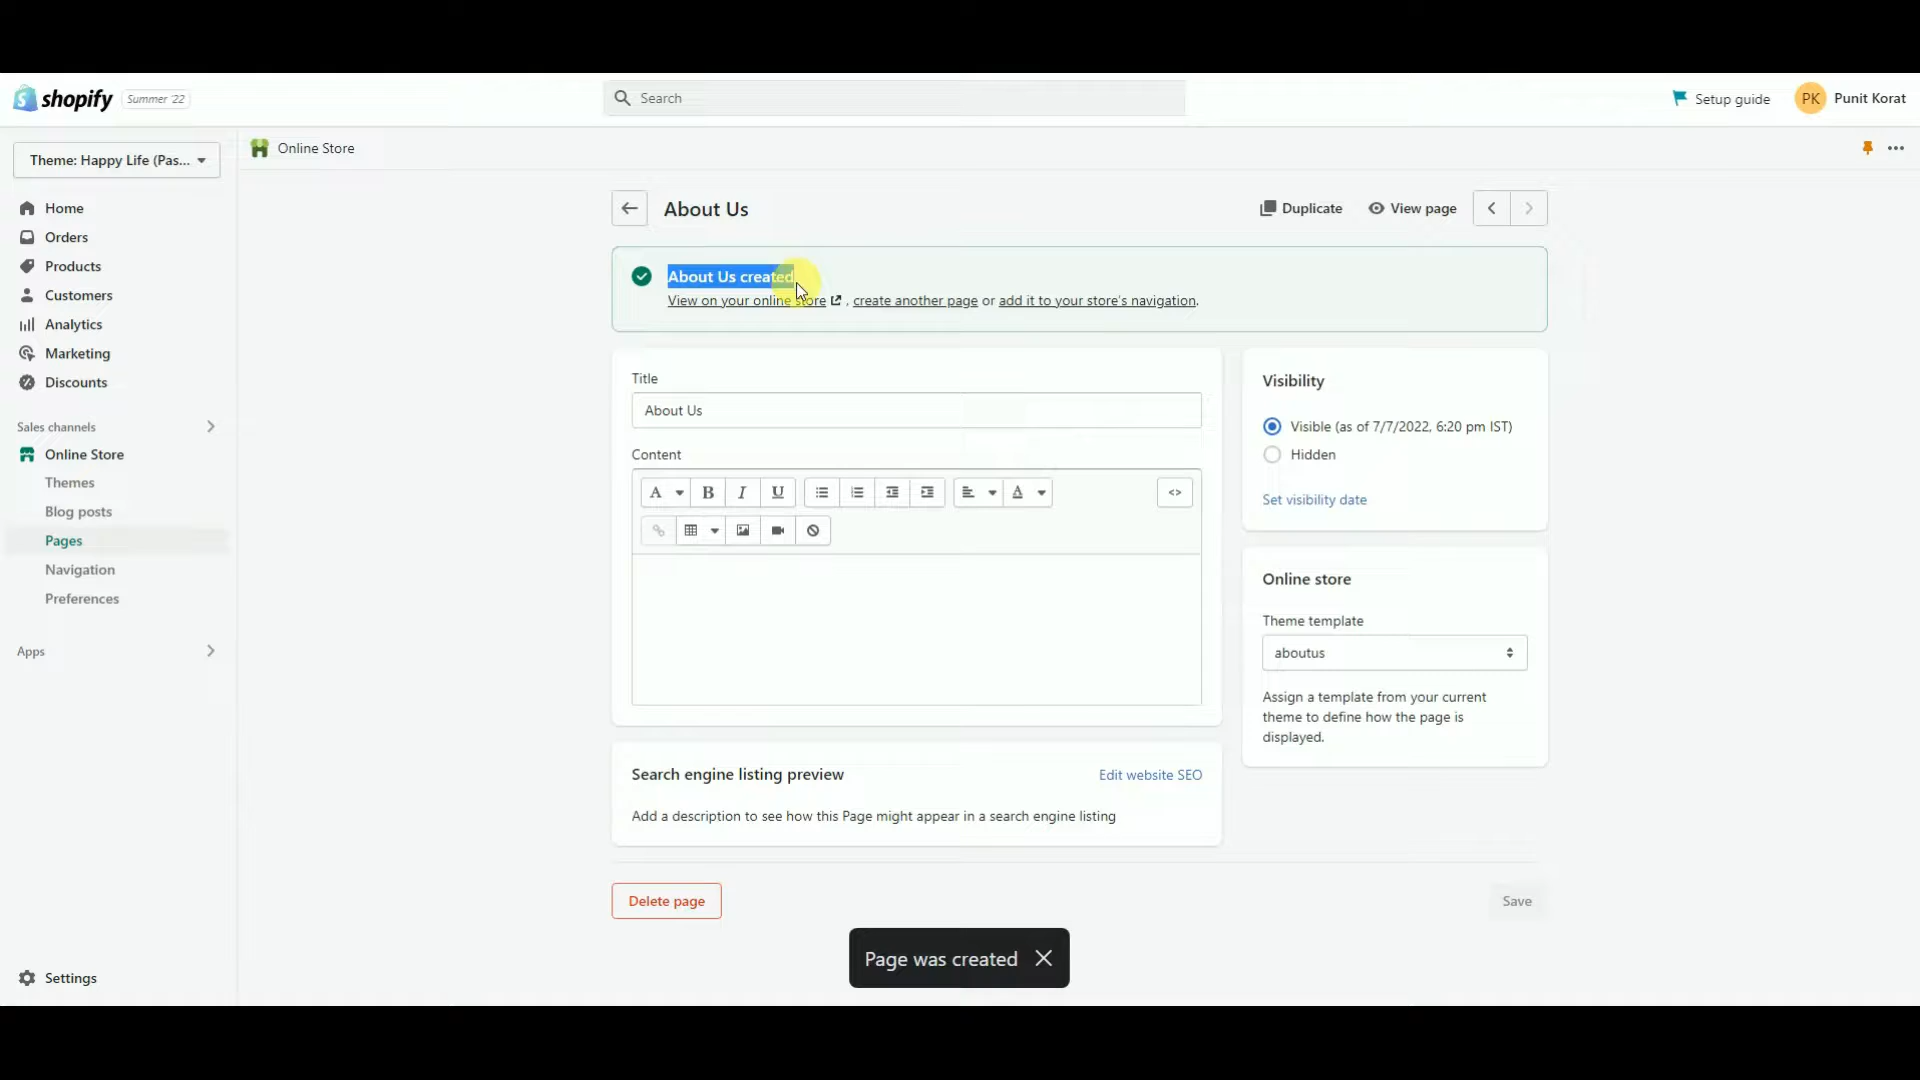 shopify Summer '22
Search
Setup guide
PK Punit Korat
Theme: Happy Life (Pas...
Online Store
Home
Orders
Products
Customers
Analytics
Marketing
Discounts
Sales channels
Online Store
Themes
Blog posts
Pages
Navigation
Preferences
Apps
Settings
About Us
Duplicate
View page
About Us created
View on your online store , create another page or add it to your store's navigation.
Title
About Us
Content
A B I U A <>
Search engine listing preview
Edit website SEO
Add a description to see how this Page might appear in a search engine listing
Visibility
Visible (as of 7/7/2022, 6:20 pm IST)
Hidden
Set visibility date
Online store
Theme template
aboutus
Assign a template from your current
theme to define how the page is
displayed.
Delete page
Save
Page was created